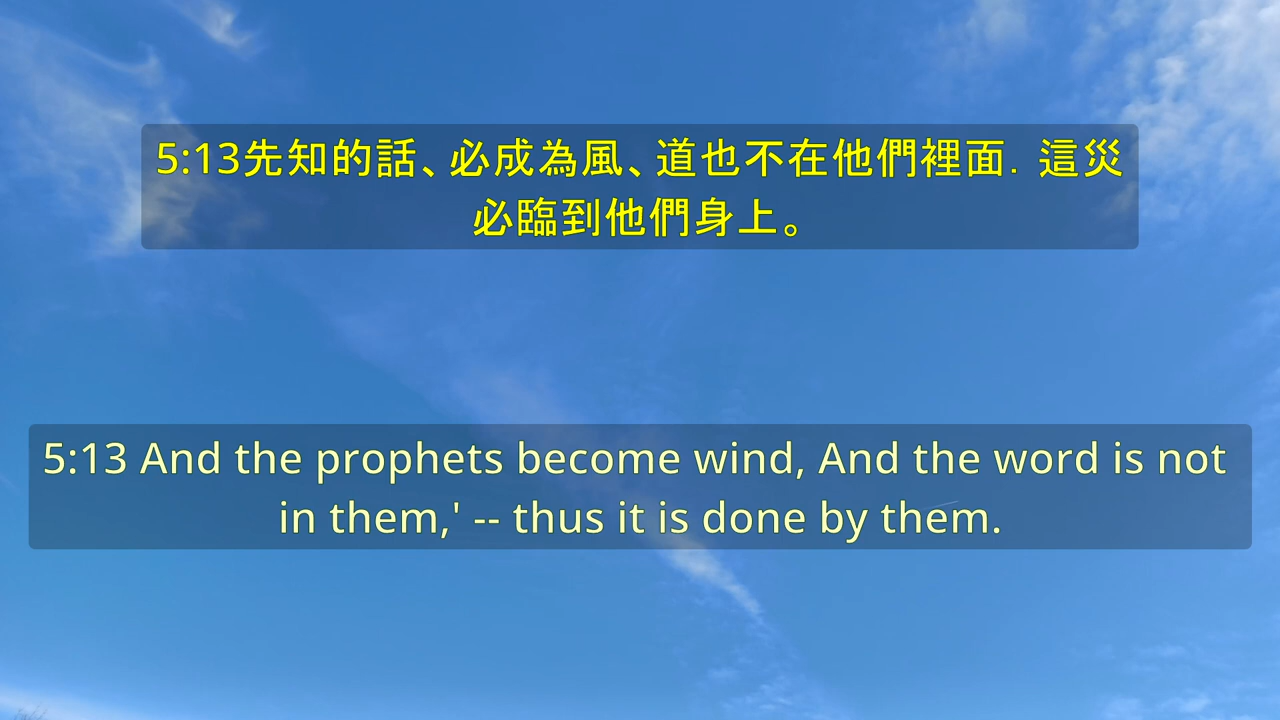 5:13先知的話、必成為風、道也不在他們裡面．這災
必臨到他們身上。
5:13 And the prophets become wind, And the word is not
in them,' -- thus it is done by them.